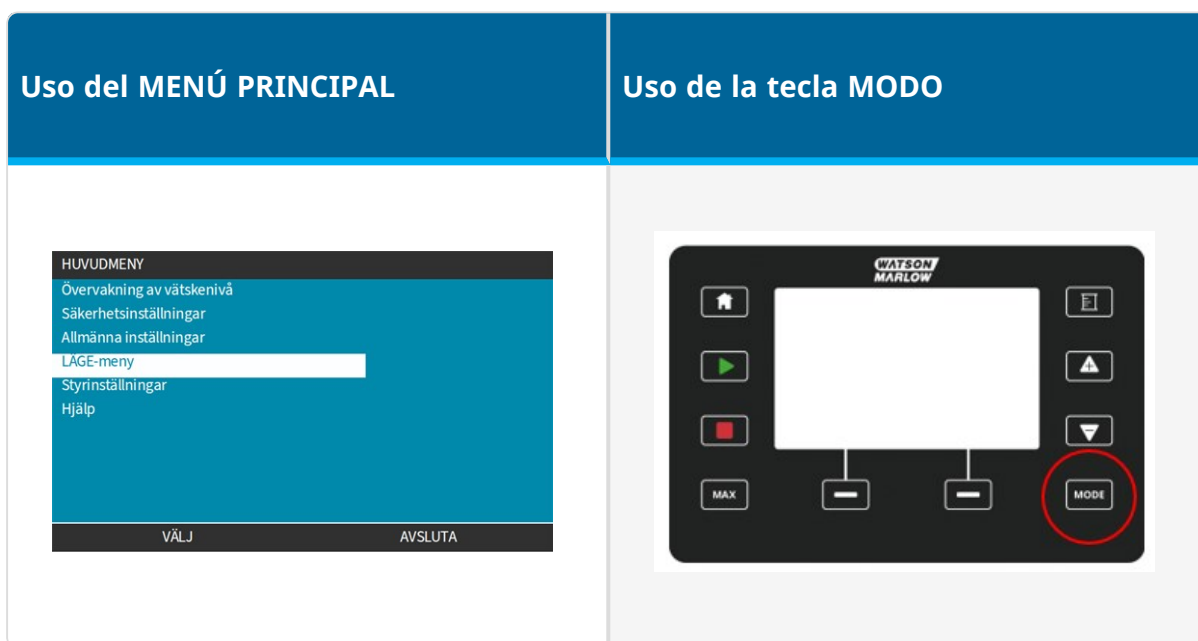 Uso del MENÚ PRINCIPAL
Uso de la tecla MODO
HUVUDMENY
Övervakning av vätskenivå
Säkerhetsinställningar
Allmänna inställningar
LÄGE-meny
Styrinställningar
Hjälp
VÄLJ AVSLUTA
WATSON
MARLOW
MAX
MODE